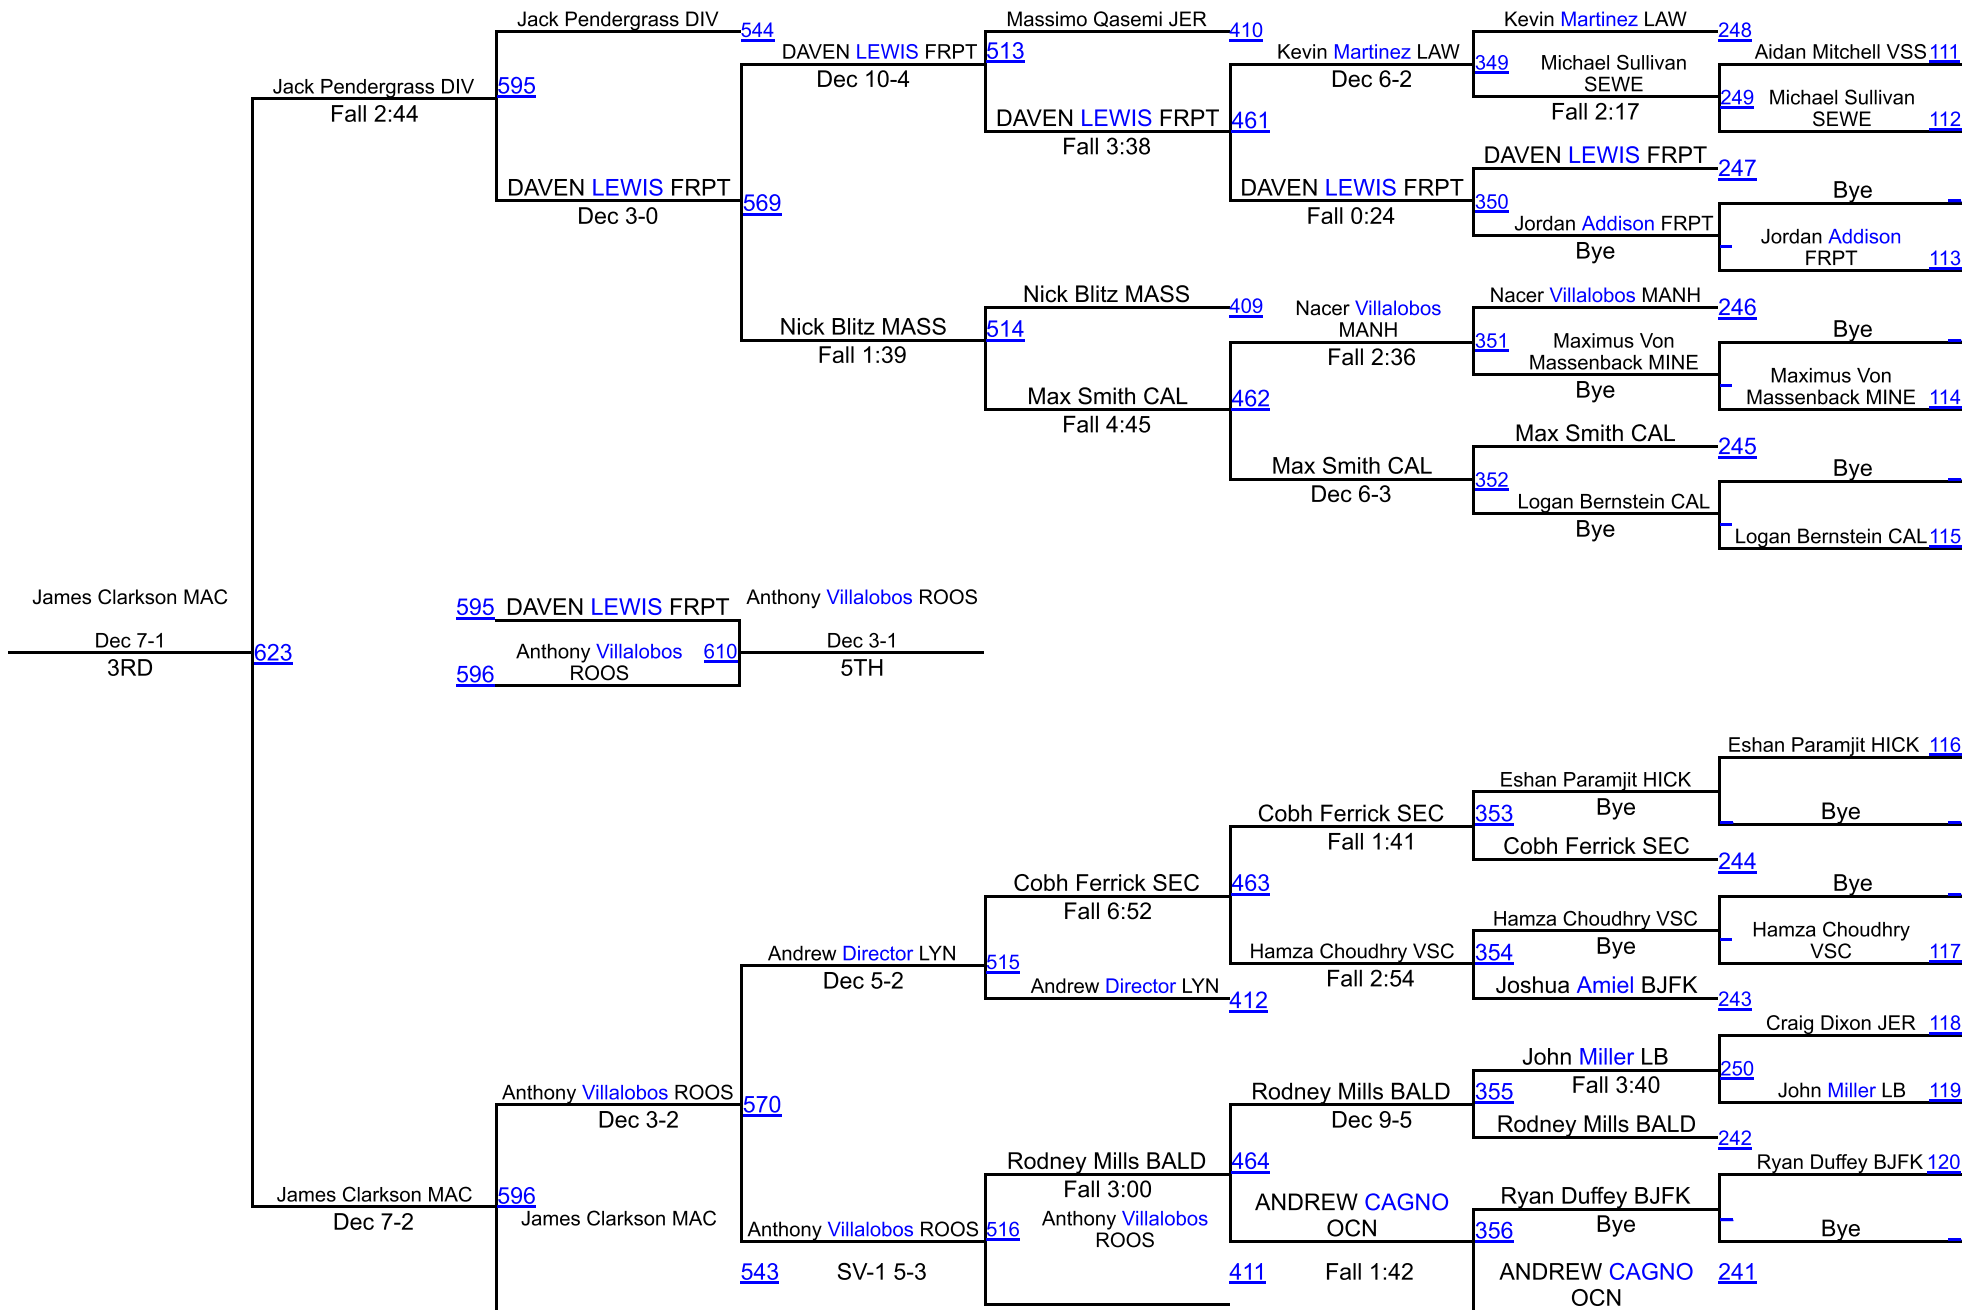 Jack Pendergrass DIV
544
Massimo Qasemi JER
410
Kevin Martinez LAW
248
DAVEN LEWIS FRPT
513
Kevin Martinez LAW
349
Michael Sullivan
SEWE
Aidan Mitchell VSS 111
Jack Pendergrass DIV
595
Dec 10-4
Dec 6-2
249
Michael Sullivan
SEWE
112
Fall 2:44
DAVEN LEWIS FRPT
461
Fall 2:17
Fall 3:38
DAVEN LEWIS FRPT
247
DAVEN LEWIS FRPT
569
DAVEN LEWIS FRPT
350
Bye
Dec 3-0
Fall 0:24
Jordan Addison FRPT
Jordan Addison
FRPT
113
Bye
Nick Blitz MASS
409
Nacer Villalobos
MANH
Nacer Villalobos MANH
246
Nick Blitz MASS
514
351
Maximus Von
Massenback MINE
Bye
Fall 1:39
Fall 2:36
Bye
Maximus Von
Massenback MINE
114
Max Smith CAL
462
Fall 4:45
Max Smith CAL
245
Max Smith CAL
352
Bye
Dec 6-3
Logan Bernstein CAL
Bye
Logan Bernstein CAL 115
James Clarkson MAC
595
DAVEN LEWIS FRPT
Anthony Villalobos ROOS
Dec 7-1
623
Anthony Villalobos
ROOS
610
Dec 3-1
3RD
596
5TH
Eshan Paramjit HICK 116
Eshan Paramjit HICK
Cobh Ferrick SEC
353
Bye
Bye
Fall 1:41
Cobh Ferrick SEC
244
Cobh Ferrick SEC
463
Bye
Fall 6:52
Hamza Choudhry VSC
Andrew Director LYN
515
Hamza Choudhry VSC
354
Bye
Hamza Choudhry
VSC
117
Dec 5-2
Andrew Director LYN
412
Fall 2:54
Joshua Amiel BJFK
243
Craig Dixon JER 118
John Miller LB
250
Anthony Villalobos ROOS
570
Rodney Mills BALD
355
Fall 3:40
John Miller LB 119
Dec 3-2
Dec 9-5
Rodney Mills BALD
242
Rodney Mills BALD
464
Ryan Duffey BJFK 120
James Clarkson MAC
596
Fall 3:00
ANDREW CAGNO
OCN
Ryan Duffey BJFK
Dec 7-2
James Clarkson MAC
Anthony Villalobos ROOS
516
Anthony Villalobos
ROOS
356
Bye
Bye
543
SV-1 5-3
411
Fall 1:42
ANDREW CAGNO
OCN
241